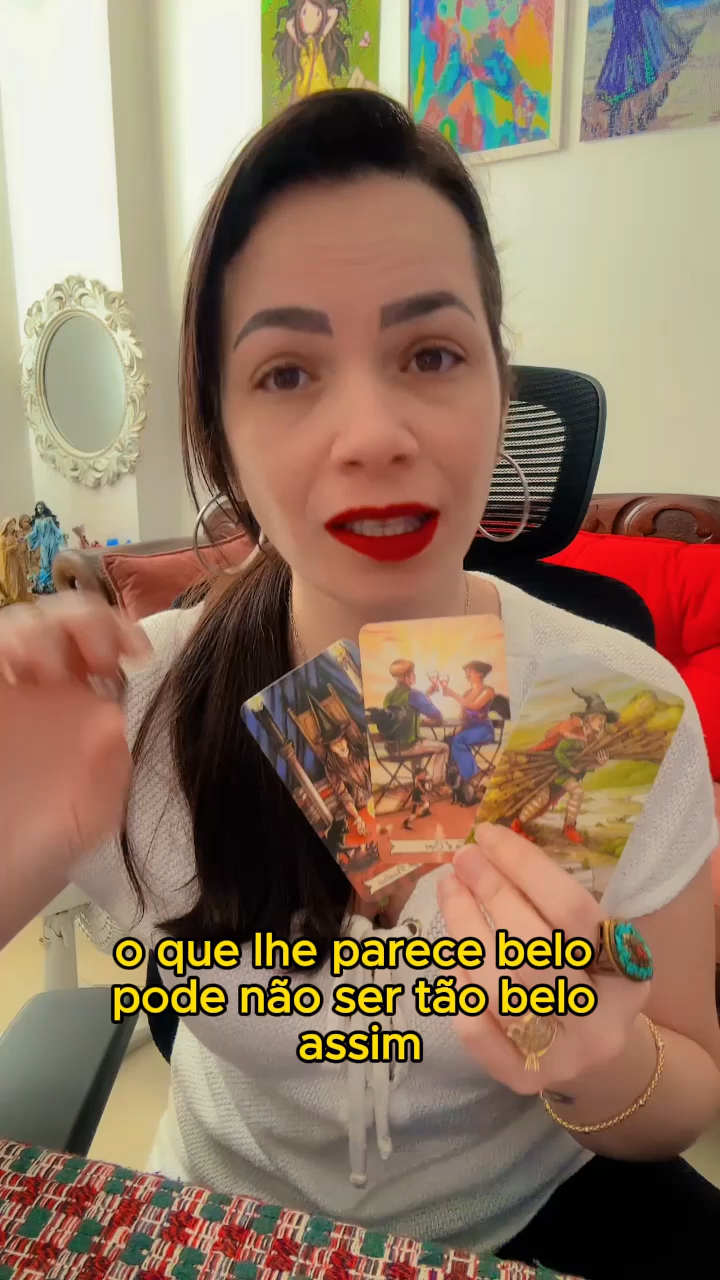 o que lhe parece belo
pode não ser tão belo
assim